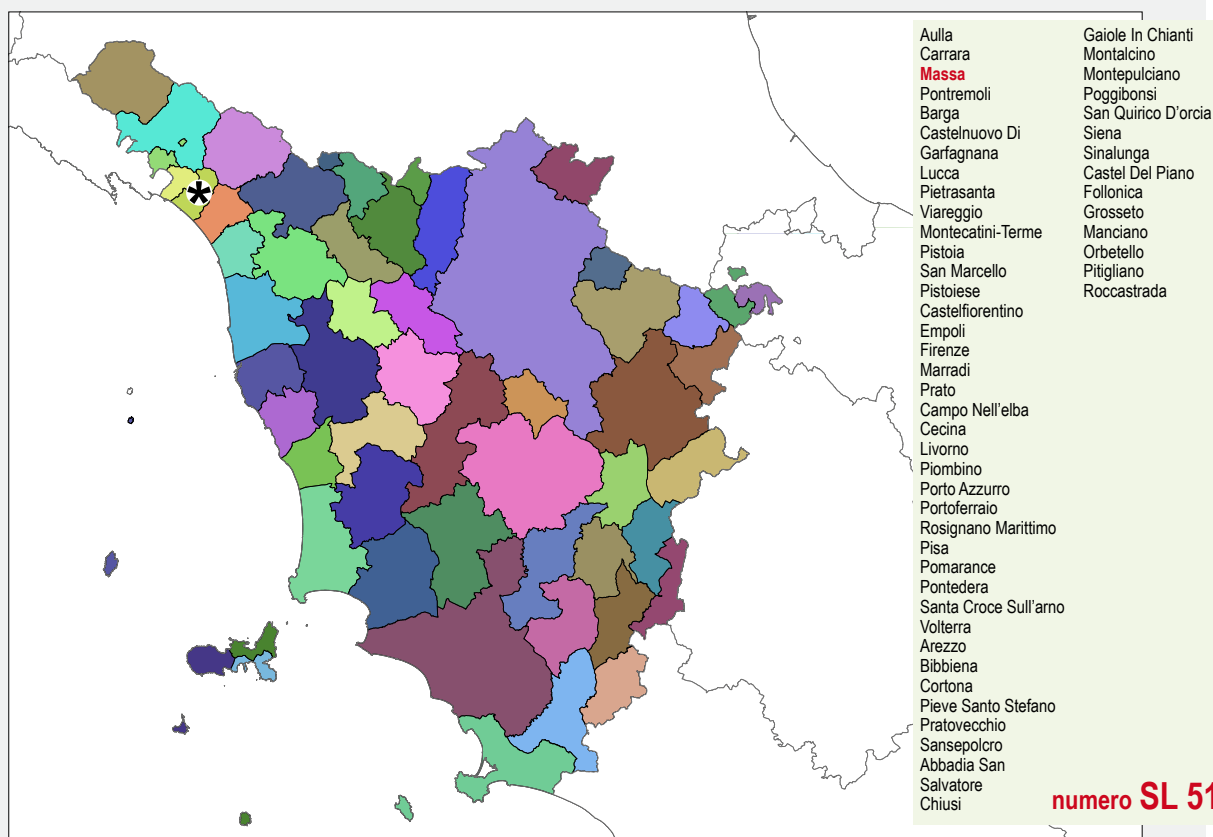 Aulla
Carrara
Massa
Pontremoli
Barga
Castelnuovo Di
Garfagnana
Lucca
Pietrasanta
Viareggio
Montecatini-Terme
Pistoia
San Marcello
Pistoiese
Castelfiorentino
Empoli
Firenze
Marradi
Prato
Campo Nell'elba
Cecina
Livorno
Piombino
Porto Azzurro
Portoferraio
Rosignano Marittimo
Pisa
Pomarance
Pontedera
Santa Croce Sull'arno
Volterra
Arezzo
Bibbiena
Cortona
Pieve Santo Stefano
Pratovecchio
Sansepolcro
Abbadia San
Salvatore
Chiusi
Gaiole In Chianti
Montalcino
Montepulciano
Poggibonsi
San Quirico D'orcia
Siena
Sinalunga
Castel Del Piano
Follonica
Grosseto
Manciano
Orbetello
Pitigliano
Roccastrada
numero SL 51
*